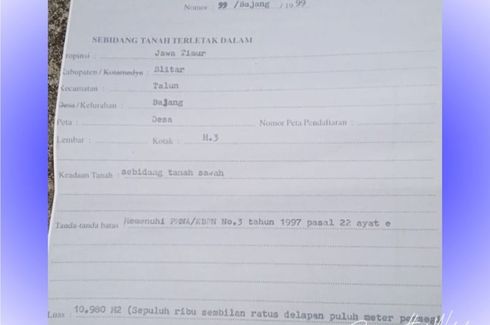 Nomor : 99 /Bajang /1999
SEBIDANG TANAH TERLETAK DALAM
Propinsi : Jawa Timur
Kabupaten / Kotamadya : Blitar
Kecamatan : Talun
Desa / Kelurahan : Bajang
Peta : Desa Nomor Peta Pendaftaran :
Lembar : Kotak : H.3
Keadaan Tanah : sebidang tanah sawah
Tanda-tanda batas : Memenuhi PMNA/KBPN No.3 tahun 1997 pasal 22 ayat e
Luas : 10,980 M2 (Sepuluh ribu sembilan ratus delapan puluh meter persegi)